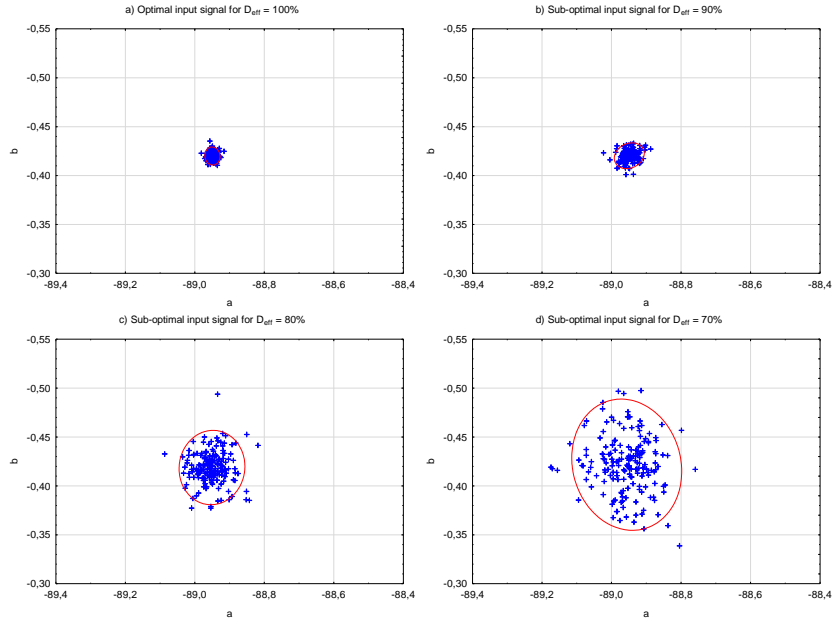 a) Optimal input signal for Deff = 100%
-0,55
-0,50
-0,45
b
-0,40
-0,35
-0,30
-89,4 -89,2 -89,0 -88,8 -88,6 -88,4
a
b) Sub-optimal input signal for Deff = 90%
-0,55
-0,50
-0,45
b
-0,40
-0,35
-0,30
-89,4 -89,2 -89,0 -88,8 -88,6 -88,4
a
c) Sub-optimal input signal for Deff = 80%
-0,55
-0,50
-0,45
b
-0,40
-0,35
-0,30
-89,4 -89,2 -89,0 -88,8 -88,6 -88,4
a
d) Sub-optimal input signal for Deff = 70%
-0,55
-0,50
-0,45
b
-0,40
-0,35
-0,30
-89,4 -89,2 -89,0 -88,8 -88,6 -88,4
a